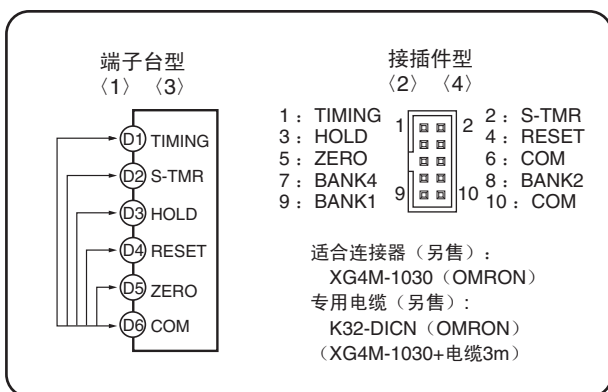 端子台型
〈1〉 〈3〉
D1 TIMING
D2 S-TMR
D3 HOLD
D4 RESET
D5 ZERO
D6 COM
接插件型
〈2〉 〈4〉
1： TIMING
3： HOLD
5： ZERO
7： BANK4
9： BANK1
1 2
9 10
2： S-TMR
4： RESET
6： COM
8： BANK2
10： COM
适合连接器（另售）：
XG4M-1030（OMRON）
专用电缆（另售）：
K32-DICN（OMRON）
（XG4M-1030+电缆3m）